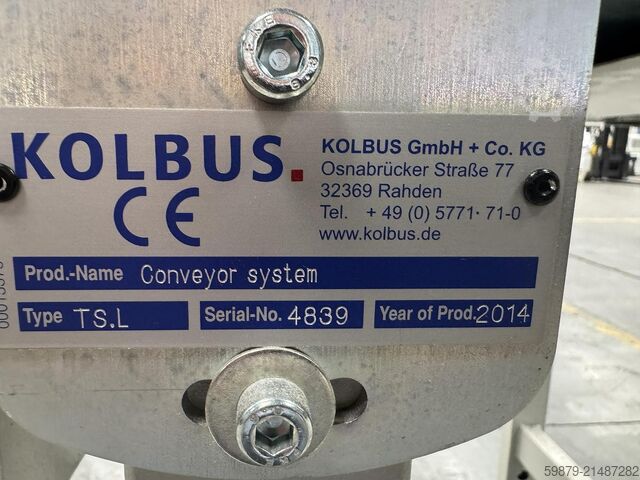 KOLBUS.
CE
KOLBUS GmbH + Co. KG
Osnabrücker Straße 77
32369 Rahden
Tel. + 49 (0) 5771· 71-0
www.kolbus.de
Prod.-Name Conveyor system
Type TS.L Serial-No. 4839 Year of Prod. 2014
59879-21487282